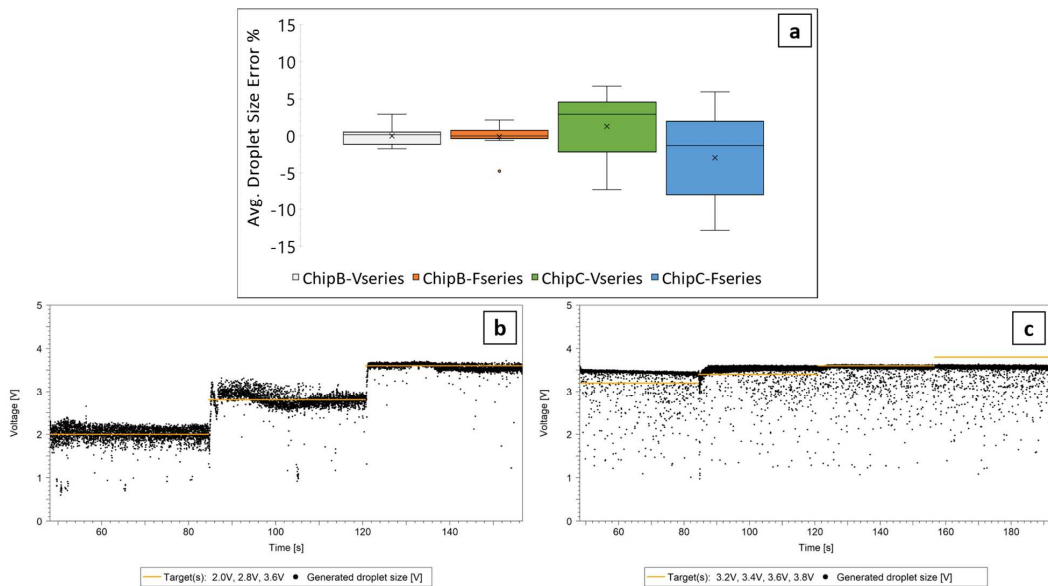 a
Avg. Droplet Size Error %
15
10
5
0
-5
-10
-15
ChipB-Vseries ChipB-Fseries ChipC-Vseries ChipC-Fseries
b
Voltage [V]
5
4
3
2
1
0
60 80 100 120 140
Time [s]
Target(s): 2.0V, 2.8V, 3.6V Generated droplet size [V]
c
Voltage [V]
5
4
3
2
1
0
60 80 100 120 140 160 180
Time [s]
Target(s): 3.2V, 3.4V, 3.6V, 3.8V Generated droplet size [V]